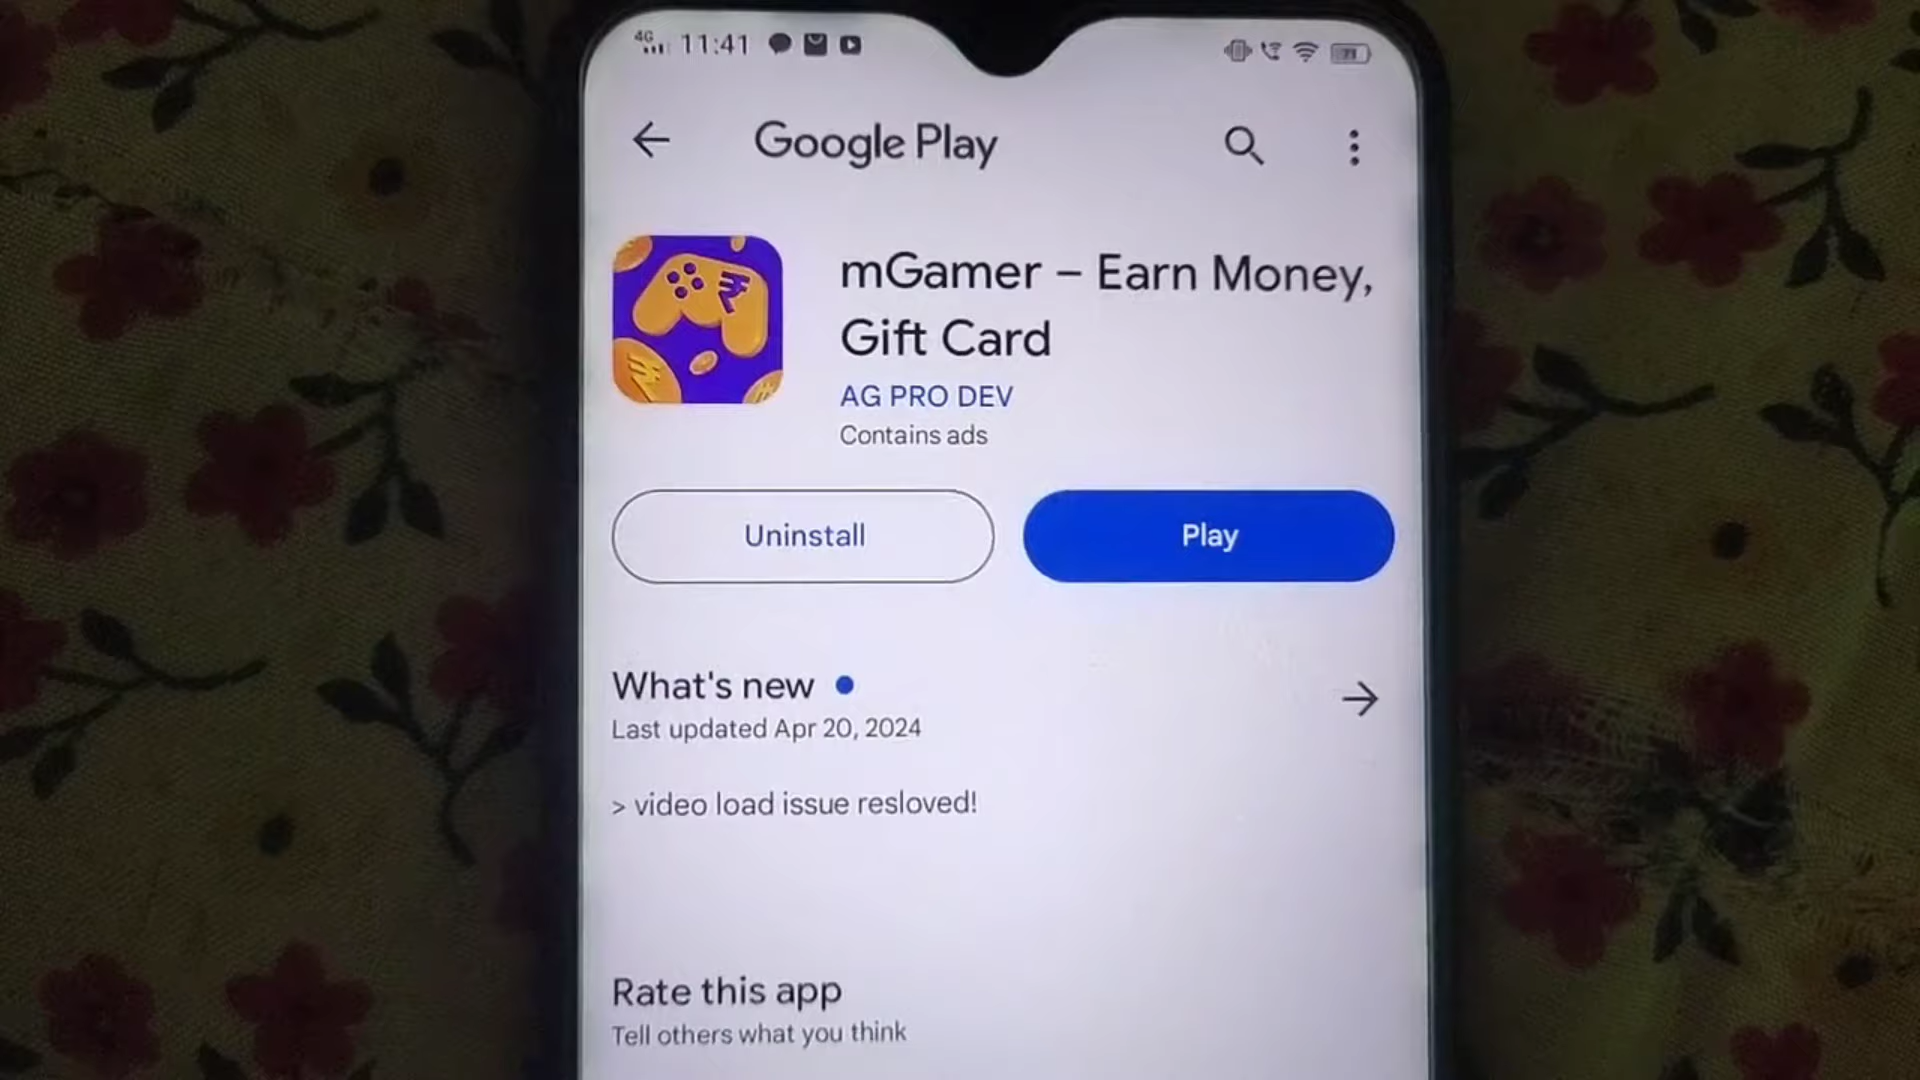 4G 11:41
Google Play
mGamer – Earn Money,
Gift Card
AG PRO DEV
Contains ads
Uninstall
Play
What's new
Last updated Apr 20, 2024
> video load issue resloved!
Rate this app
Tell others what you think